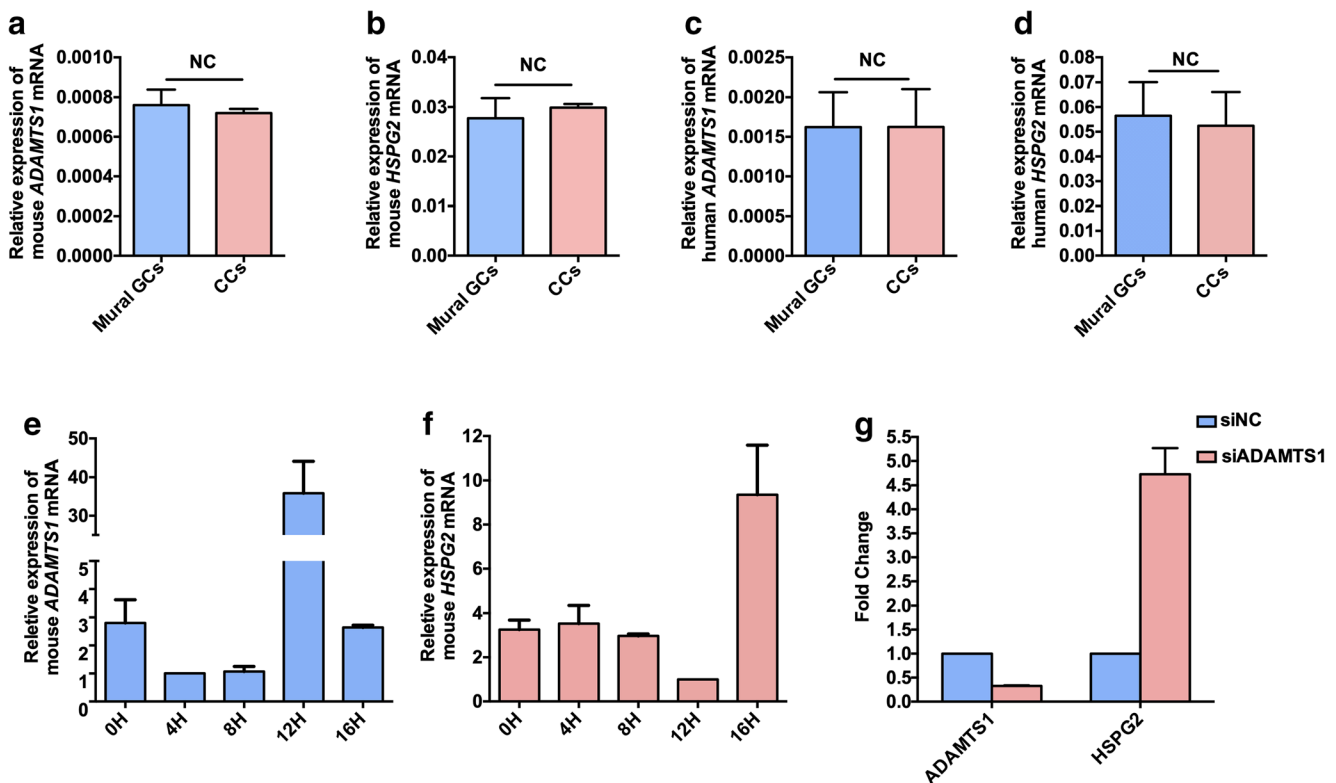 a
Relative expression of
mouse ADAMTS1 mRNA
0.0010
0.0008
0.0006
0.0004
0.0002
0.0000
NC
Mural GCs
CCs
b
Relative expression of
mouse HSPG2 mRNA
0.04
0.03
0.02
0.01
0.00
NC
Mural GCs
CCs
c
Relative expression of
human ADAMTS1 mRNA
0.0025
0.0020
0.0015
0.0010
0.0005
0.0000
NC
Mural GCs
CCs
d
Relative expression of
human HSPG2 mRNA
0.08
0.07
0.06
0.05
0.04
0.03
0.02
0.01
0.00
NC
Mural GCs
CCs
e
Reletive expression of
mouse ADAMTS1 mRNA
50
40
30
5
4
3
2
1
0
0H
4H
8H
12H
16H
f
Reletive expression of
mouse HSPG2 mRNA
12
10
8
6
4
2
0
0H
4H
8H
12H
16H
g
siNC
siADAMTS1
Fold Change
5.5
5.0
4.5
4.0
3.5
3.0
2.5
2.0
1.5
1.0
0.5
0.0
ADAMTS1
HSPG2